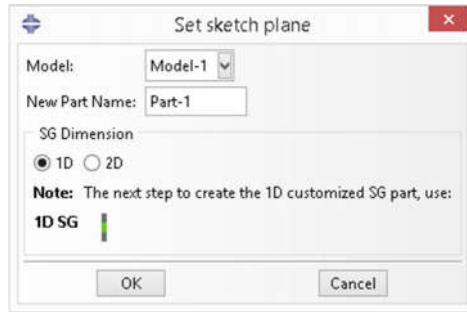 Set sketch plane
Model: Model-1
New Part Name: Part-1
SG Dimension
1D 2D
Note: The next step to create the 1D customized SG part, use:
1D SG
OK Cancel